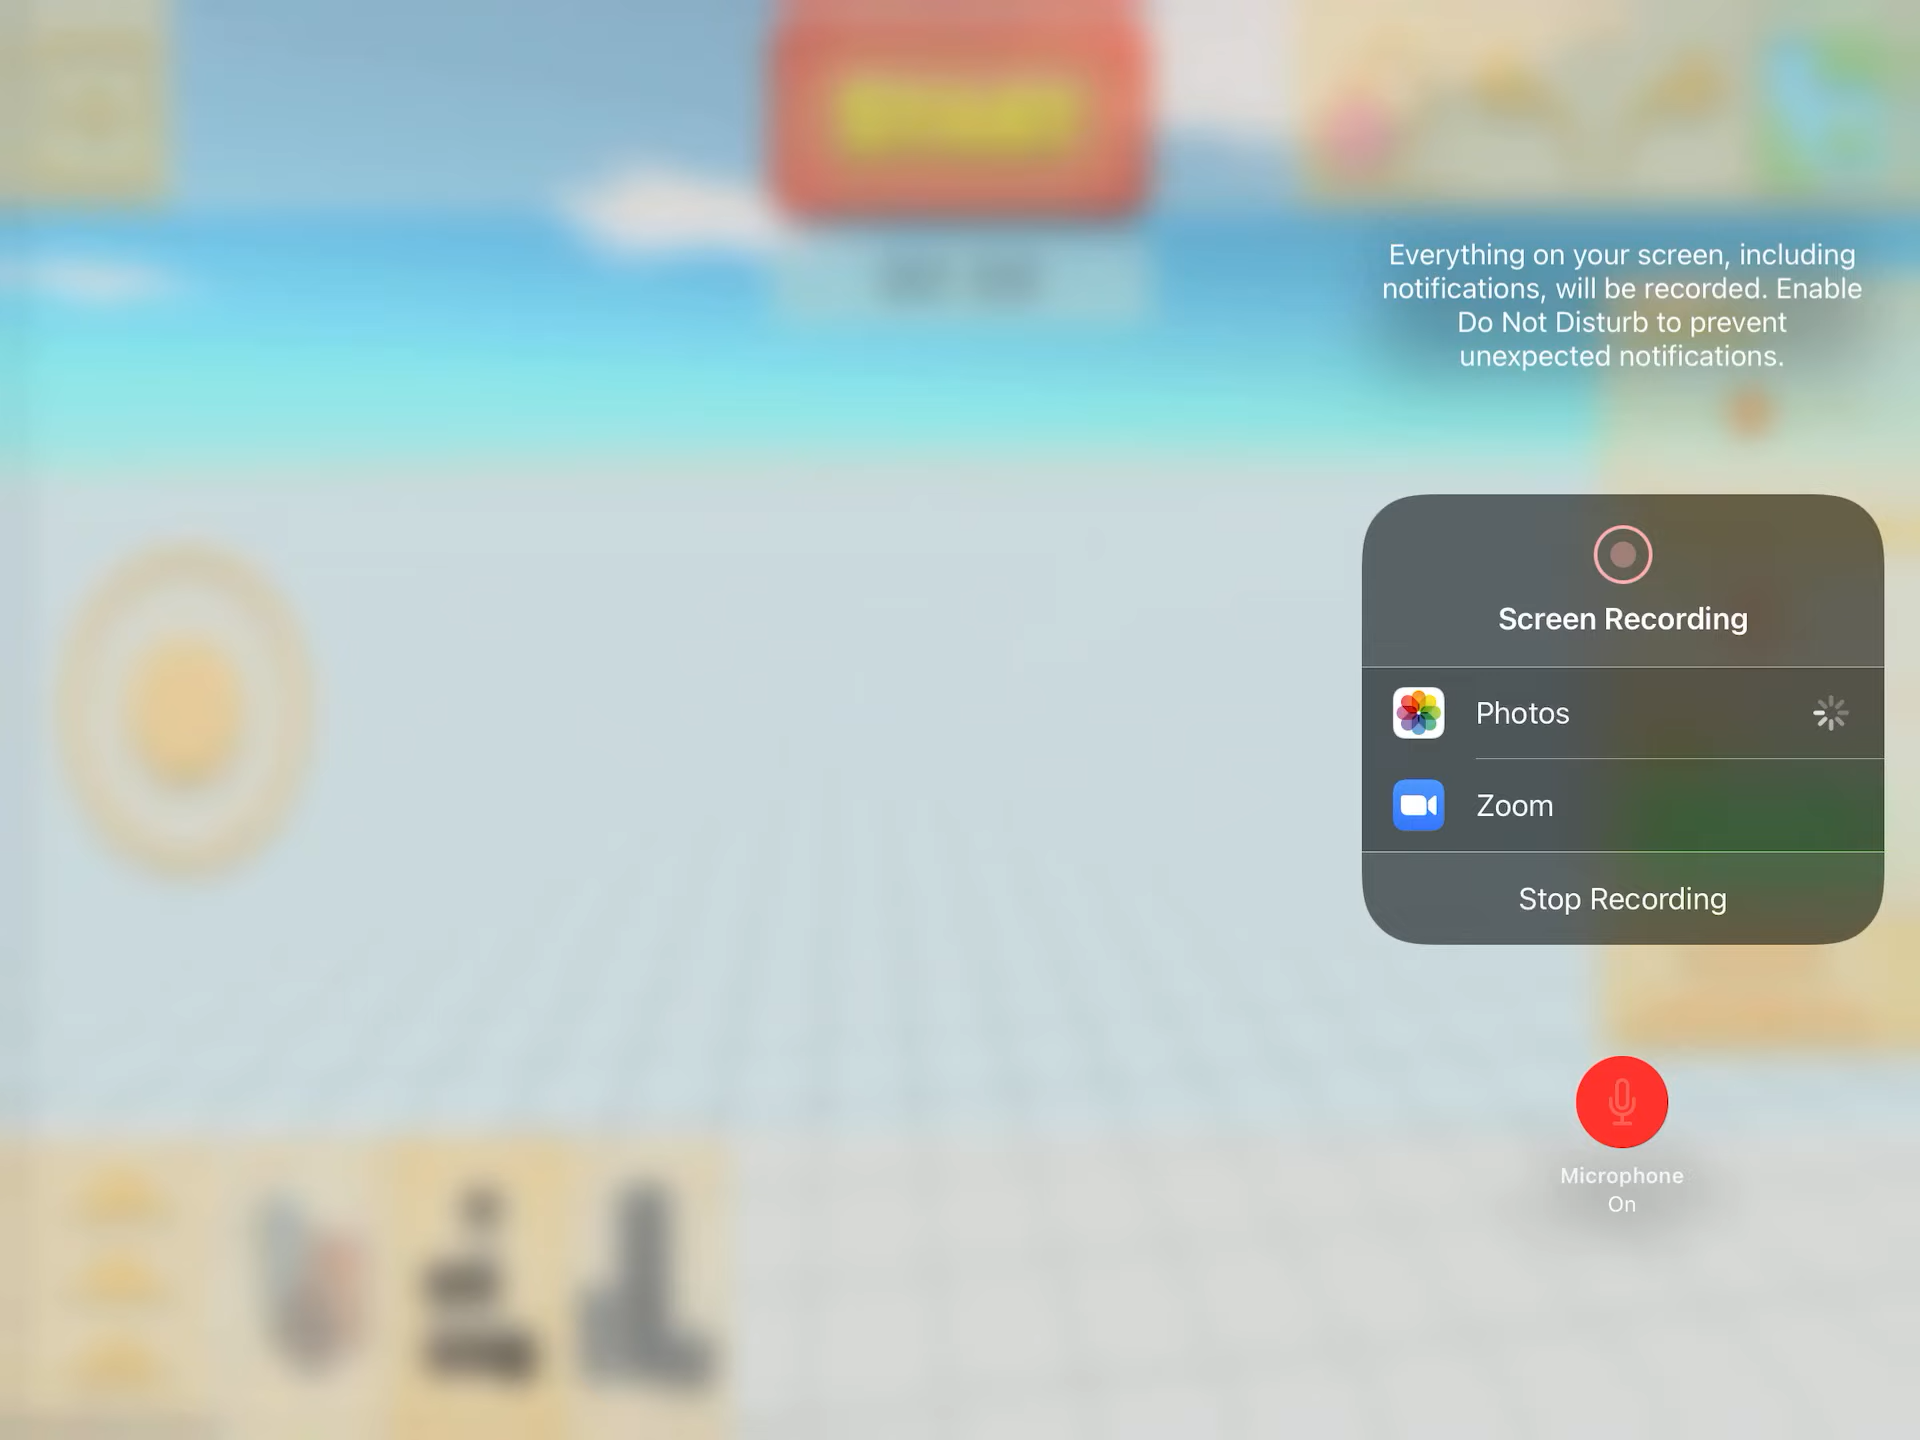 Everything on your screen, including
notifications, will be recorded. Enable
Do Not Disturb to prevent
unexpected notifications.
Screen Recording
Photos
Zoom
Stop Recording
Microphone
On